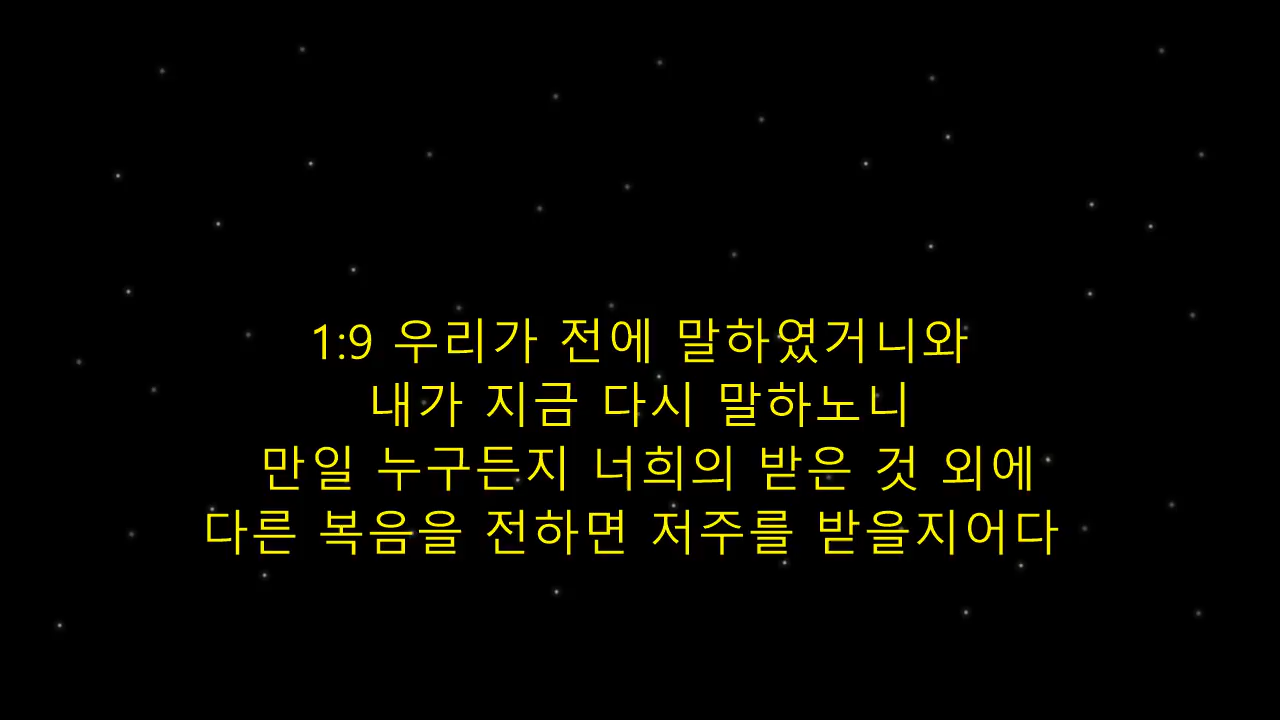 1:9 우리가 전에 말하였거니와
내가 지금 다시 말하노니
만일 누구든지 너희의 받은 것 외에
다른 복음을 전하면 저주를 받을지어다